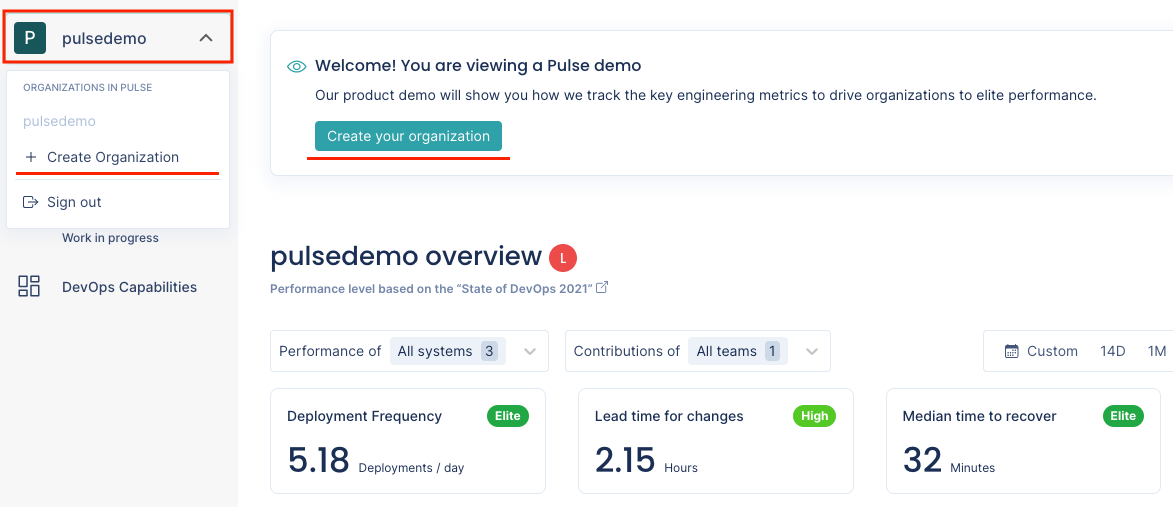 P pulsedemo
ORGANIZATIONS IN PULSE
pulsedemo
+ Create Organization
Sign out
Work in progress
DevOps Capabilities
Welcome! You are viewing a Pulse demo
Our product demo will show you how we track the key engineering metrics to drive organizations to elite performance.
Create your organization
pulsedemo overview L
Performance level based on the “State of DevOps 2021”
Performance of All systems 3
Contributions of All teams 1
Custom 14D 1M
Deployment Frequency Elite
5.18 Deployments / day
Lead time for changes High
2.15 Hours
Median time to recover Elite
32 Minutes